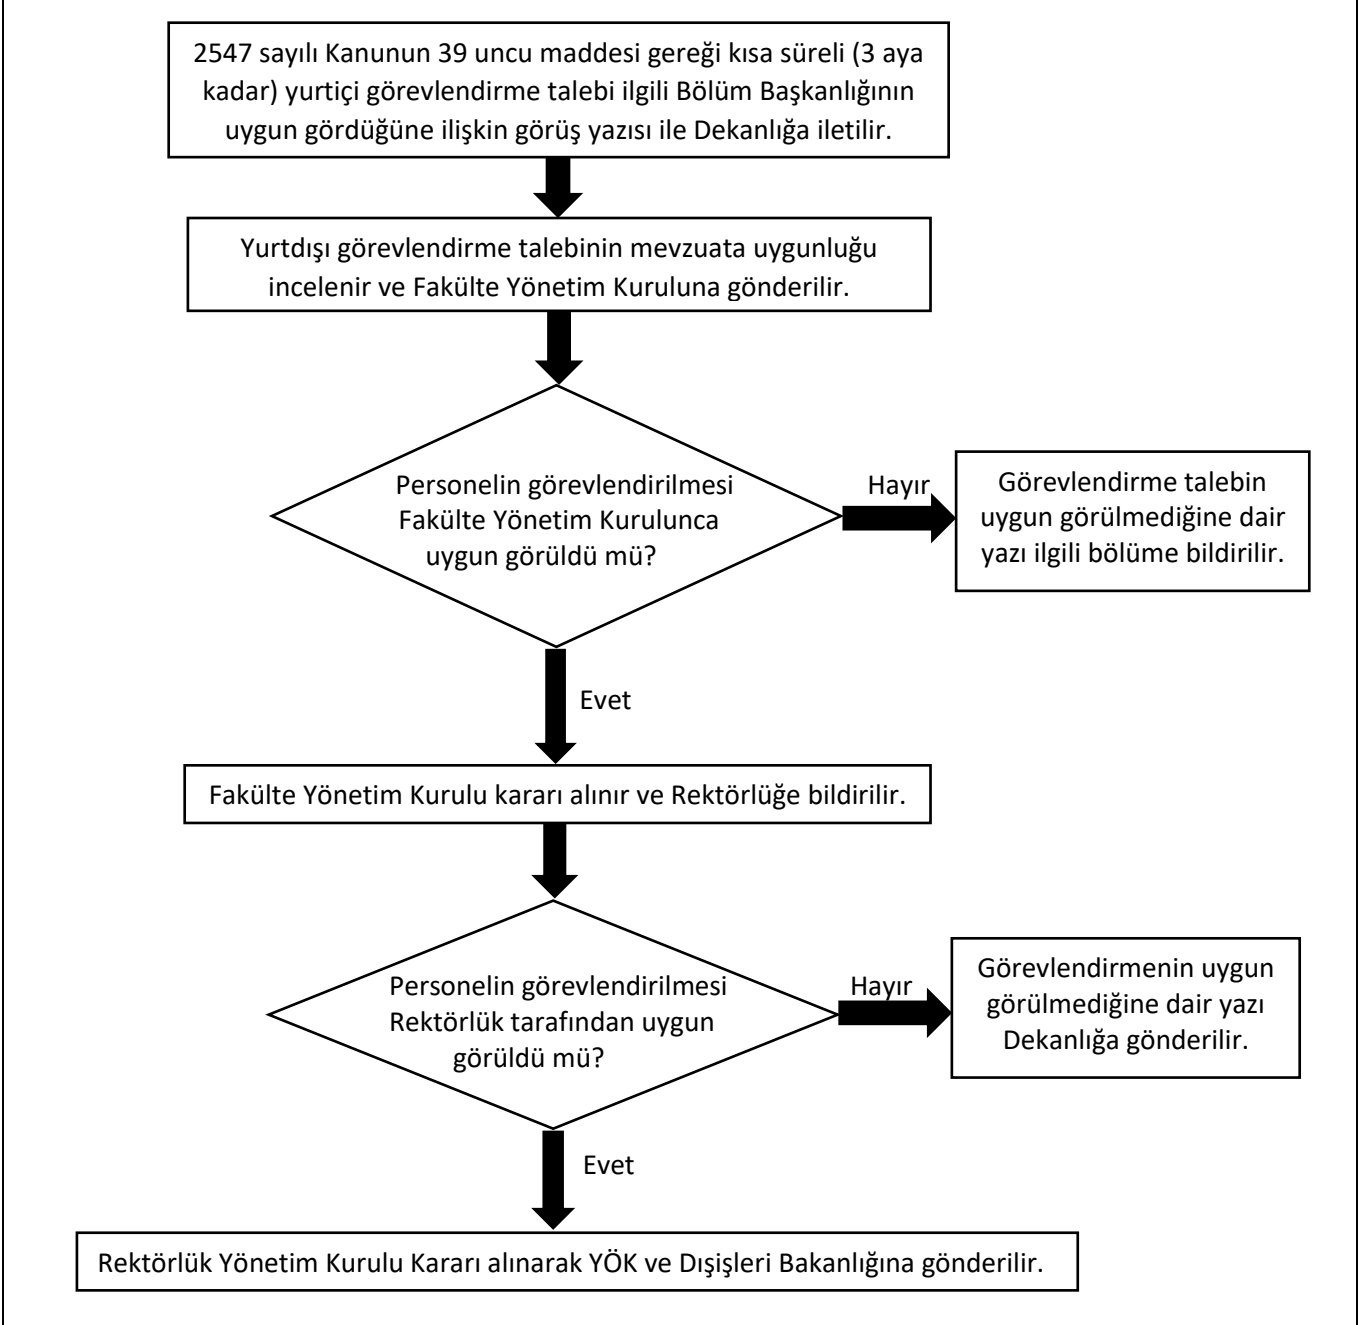 2547 sayılı Kanunun 39 uncu maddesi gereği kısa süreli (3 aya
kadar) yurtiçi görevlendirme talebi ilgili Bölüm Başkanlığının
uygun gördüğüne ilişkin görüş yazısı ile Dekanlığa iletilir.
Yurtdışı görevlendirme talebinin mevzuata uygunluğu
incelenir ve Fakülte Yönetim Kuruluna gönderilir.
Personelin görevlendirilmesi
Fakülte Yönetim Kurulunca
uygun görüldü mü?
Hayır
Görevlendirme talebin
uygun görülmediğine dair
yazı ilgili bölüme bildirilir.
Evet
Fakülte Yönetim Kurulu kararı alınır ve Rektörlüğe bildirilir.
Personelin görevlendirilmesi
Rektörlük tarafından uygun
görüldü mü?
Hayır
Görevlendirmenin uygun
görülmediğine dair yazı
Dekanlığa gönderilir.
Evet
Rektörlük Yönetim Kurulu Kararı alınarak YÖK ve Dışişleri Bakanlığına gönderilir.